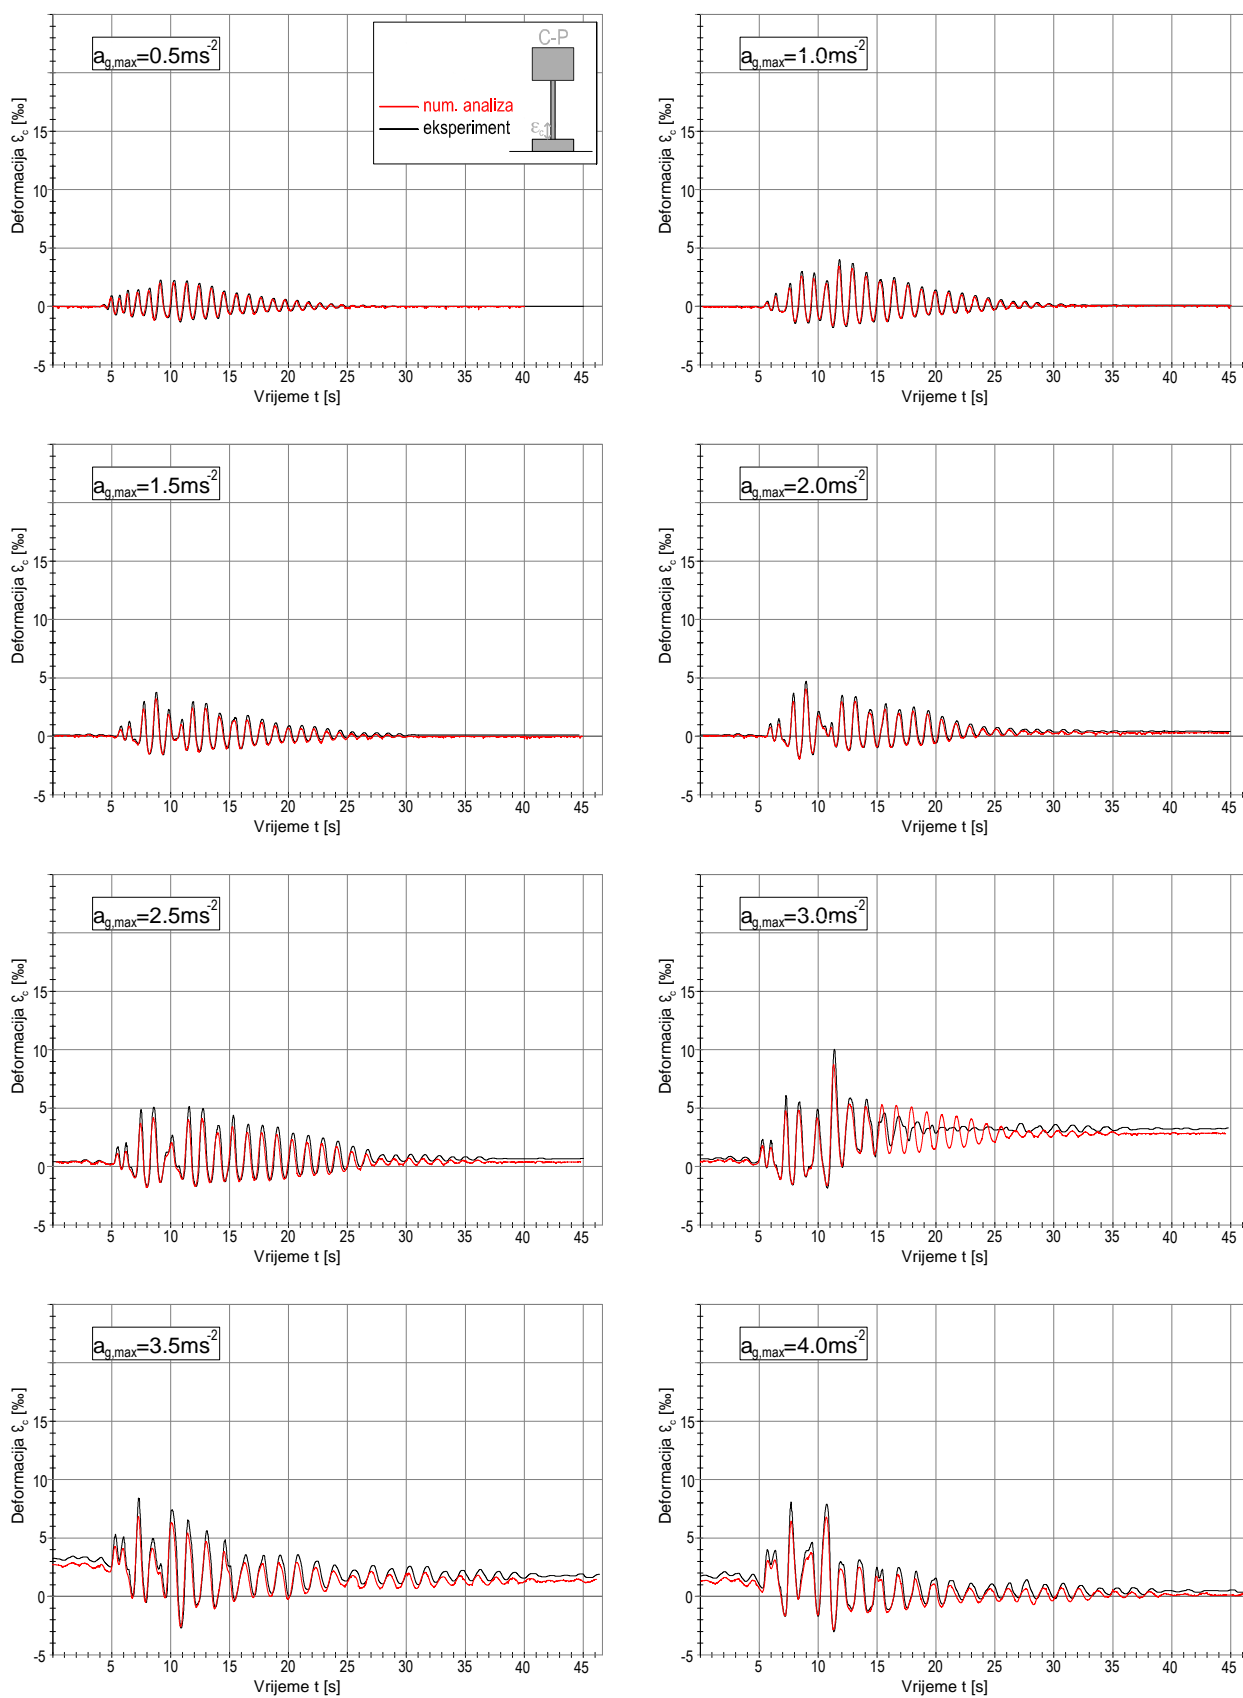 a_g,max=0.5ms^-2
C-P
num. analiza
eksperiment
ε_c
Deformacija ε_c [‰]
15
10
5
0
-5
5 10 15 20 25 30 35 40 45
Vrijeme t [s]
a_g,max=1.0ms^-2
Deformacija ε_c [‰]
15
10
5
0
-5
5 10 15 20 25 30 35 40 45
Vrijeme t [s]
a_g,max=1.5ms^-2
Deformacija ε_c [‰]
15
10
5
0
-5
5 10 15 20 25 30 35 40 45
Vrijeme t [s]
a_g,max=2.0ms^-2
Deformacija ε_c [‰]
15
10
5
0
-5
5 10 15 20 25 30 35 40 45
Vrijeme t [s]
a_g,max=2.5ms^-2
Deformacija ε_c [‰]
15
10
5
0
-5
5 10 15 20 25 30 35 40 45
Vrijeme t [s]
a_g,max=3.0ms^-2
Deformacija ε_c [‰]
15
10
5
0
-5
5 10 15 20 25 30 35 40 45
Vrijeme t [s]
a_g,max=3.5ms^-2
Deformacija ε_c [‰]
15
10
5
0
-5
5 10 15 20 25 30 35 40 45
Vrijeme t [s]
a_g,max=4.0ms^-2
Deformacija ε_c [‰]
15
10
5
0
-5
5 10 15 20 25 30 35 40 45
Vrijeme t [s]